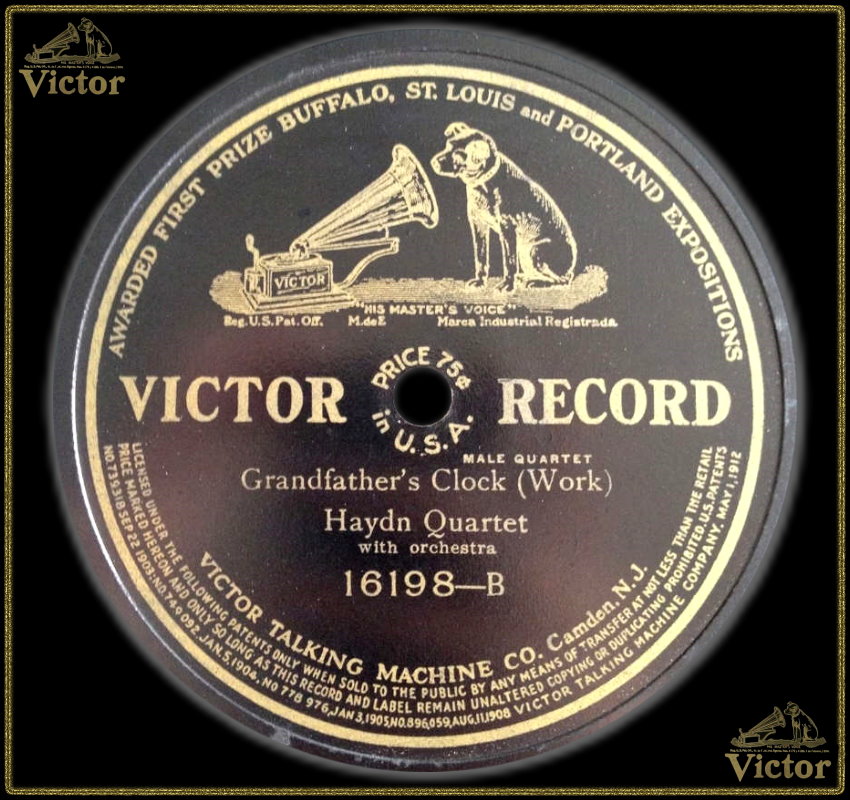 Victor
AWARDED FIRST PRIZE BUFFALO, ST. LOUIS and PORTLAND EXPOSITIONS
VICTOR
"HIS MASTER'S VOICE"
Reg. U.S. Pat. Off. M. de E Marca Industrial Registrada.
PRICE 75¢
VICTOR RECORD
in U.S.A.
MALE QUARTET
Grandfather's Clock (Work)
Haydn Quartet
with orchestra
16198—B
VICTOR TALKING MACHINE CO. Camden, N.J.
LICENSED UNDER THE FOLLOWING PATENTS ONLY WHEN SOLD TO THE PUBLIC BY ANY MEANS OF TRANSFER AT NOT LESS THAN THE RETAIL
PRICE MARKED HEREON AND ONLY SO LONG AS THIS RECORD AND LABEL REMAIN UNALTERED COPYING OR DUPLICATING PROHIBITED, U.S. PATENTS
NO. 739318 SEP 22 1903; NO. 749,092, JAN. 5, 1904, NO 778 976, JAN 3, 1905, NO. 896,059, AUG. 11, 1908 VICTOR TALKING MACHINE COMPANY, MAY 1, 1912
Victor